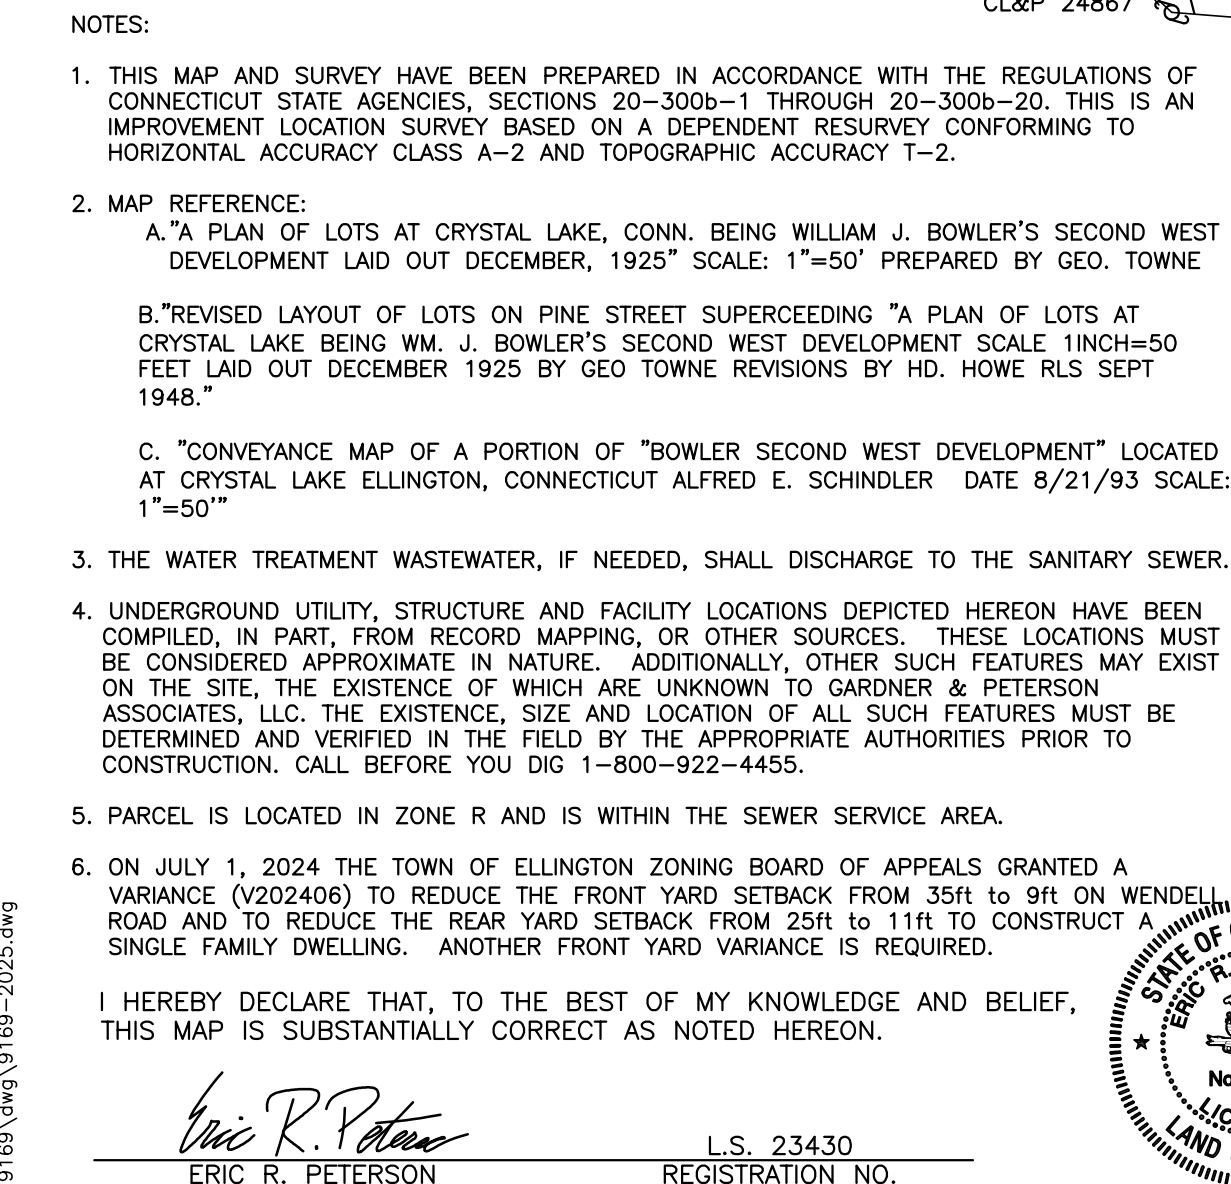 CL&P 24867
NOTES:
1. THIS MAP AND SURVEY HAVE BEEN PREPARED IN ACCORDANCE WITH THE REGULATIONS OF
CONNECTICUT STATE AGENCIES, SECTIONS 20-300b-1 THROUGH 20-300b-20. THIS IS AN
IMPROVEMENT LOCATION SURVEY BASED ON A DEPENDENT RESURVEY CONFORMING TO
HORIZONTAL ACCURACY CLASS A-2 AND TOPOGRAPHIC ACCURACY T-2.
2. MAP REFERENCE:
A."A PLAN OF LOTS AT CRYSTAL LAKE, CONN. BEING WILLIAM J. BOWLER'S SECOND WEST
DEVELOPMENT LAID OUT DECEMBER, 1925" SCALE: 1"=50' PREPARED BY GEO. TOWNE
B."REVISED LAYOUT OF LOTS ON PINE STREET SUPERCEEDING "A PLAN OF LOTS AT
CRYSTAL LAKE BEING WM. J. BOWLER'S SECOND WEST DEVELOPMENT SCALE 1INCH=50
FEET LAID OUT DECEMBER 1925 BY GEO TOWNE REVISIONS BY HD. HOWE RLS SEPT
1948."
C. "CONVEYANCE MAP OF A PORTION OF "BOWLER SECOND WEST DEVELOPMENT" LOCATED
AT CRYSTAL LAKE ELLINGTON, CONNECTICUT ALFRED E. SCHINDLER DATE 8/21/93 SCALE:
1"=50'"
3. THE WATER TREATMENT WASTEWATER, IF NEEDED, SHALL DISCHARGE TO THE SANITARY SEWER.
4. UNDERGROUND UTILITY, STRUCTURE AND FACILITY LOCATIONS DEPICTED HEREON HAVE BEEN
COMPILED, IN PART, FROM RECORD MAPPING, OR OTHER SOURCES. THESE LOCATIONS MUST
BE CONSIDERED APPROXIMATE IN NATURE. ADDITIONALLY, OTHER SUCH FEATURES MAY EXIST
ON THE SITE, THE EXISTENCE OF WHICH ARE UNKNOWN TO GARDNER & PETERSON
ASSOCIATES, LLC. THE EXISTENCE, SIZE AND LOCATION OF ALL SUCH FEATURES MUST BE
DETERMINED AND VERIFIED IN THE FIELD BY THE APPROPRIATE AUTHORITIES PRIOR TO
CONSTRUCTION. CALL BEFORE YOU DIG 1-800-922-4455.
5. PARCEL IS LOCATED IN ZONE R AND IS WITHIN THE SEWER SERVICE AREA.
6. ON JULY 1, 2024 THE TOWN OF ELLINGTON ZONING BOARD OF APPEALS GRANTED A
VARIANCE (V202406) TO REDUCE THE FRONT YARD SETBACK FROM 35ft to 9ft ON WENDELL
ROAD AND TO REDUCE THE REAR YARD SETBACK FROM 25ft to 11ft TO CONSTRUCT A
SINGLE FAMILY DWELLING. ANOTHER FRONT YARD VARIANCE IS REQUIRED.
I HEREBY DECLARE THAT, TO THE BEST OF MY KNOWLEDGE AND BELIEF,
THIS MAP IS SUBSTANTIALLY CORRECT AS NOTED HEREON.
Eric R. Peterson
L.S. 23430
ERIC R. PETERSON
REGISTRATION NO.
STATE OF
ERIC R.
No
LIC
LAND
9169\dwg\9169-2025.dwg